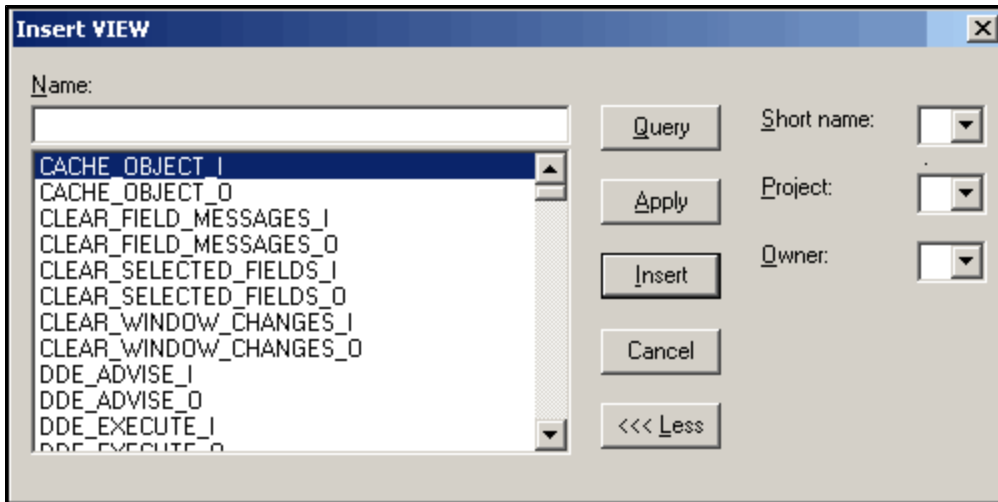 Insert VIEW
Name:
CACHE_OBJECT_I
CACHE_OBJECT_O
CLEAR_FIELD_MESSAGES_I
CLEAR_FIELD_MESSAGES_O
CLEAR_SELECTED_FIELDS_I
CLEAR_SELECTED_FIELDS_O
CLEAR_WINDOW_CHANGES_I
CLEAR_WINDOW_CHANGES_O
DDE_ADVISE_I
DDE_ADVISE_O
DDE_EXECUTE_I
DDE_EXECUTE_O
Query
Apply
Insert
Cancel
<<< Less
Short name:
Project:
Owner: